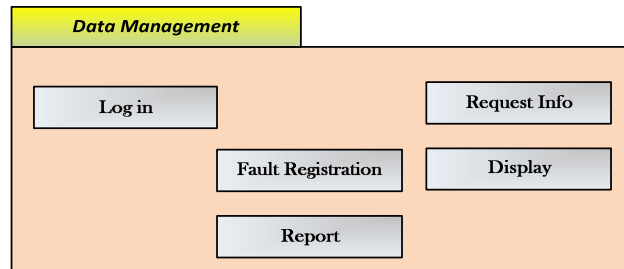 Data Management
Log in
Request Info
Fault Registration
Display
Report